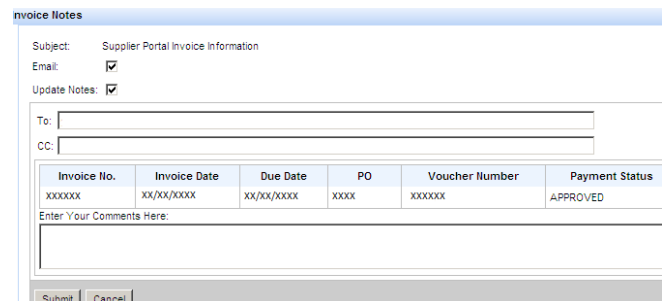 nvoice Notes
Subject: Supplier Portal Invoice Information
Email:
Update Notes:
To:
CC:
Invoice No. Invoice Date Due Date PO Voucher Number Payment Status
xxxxxx xx/xx/xxxx xx/xx/xxxx xxxx xxxxxx APPROVED
Enter Your Comments Here:
Submit Cancel